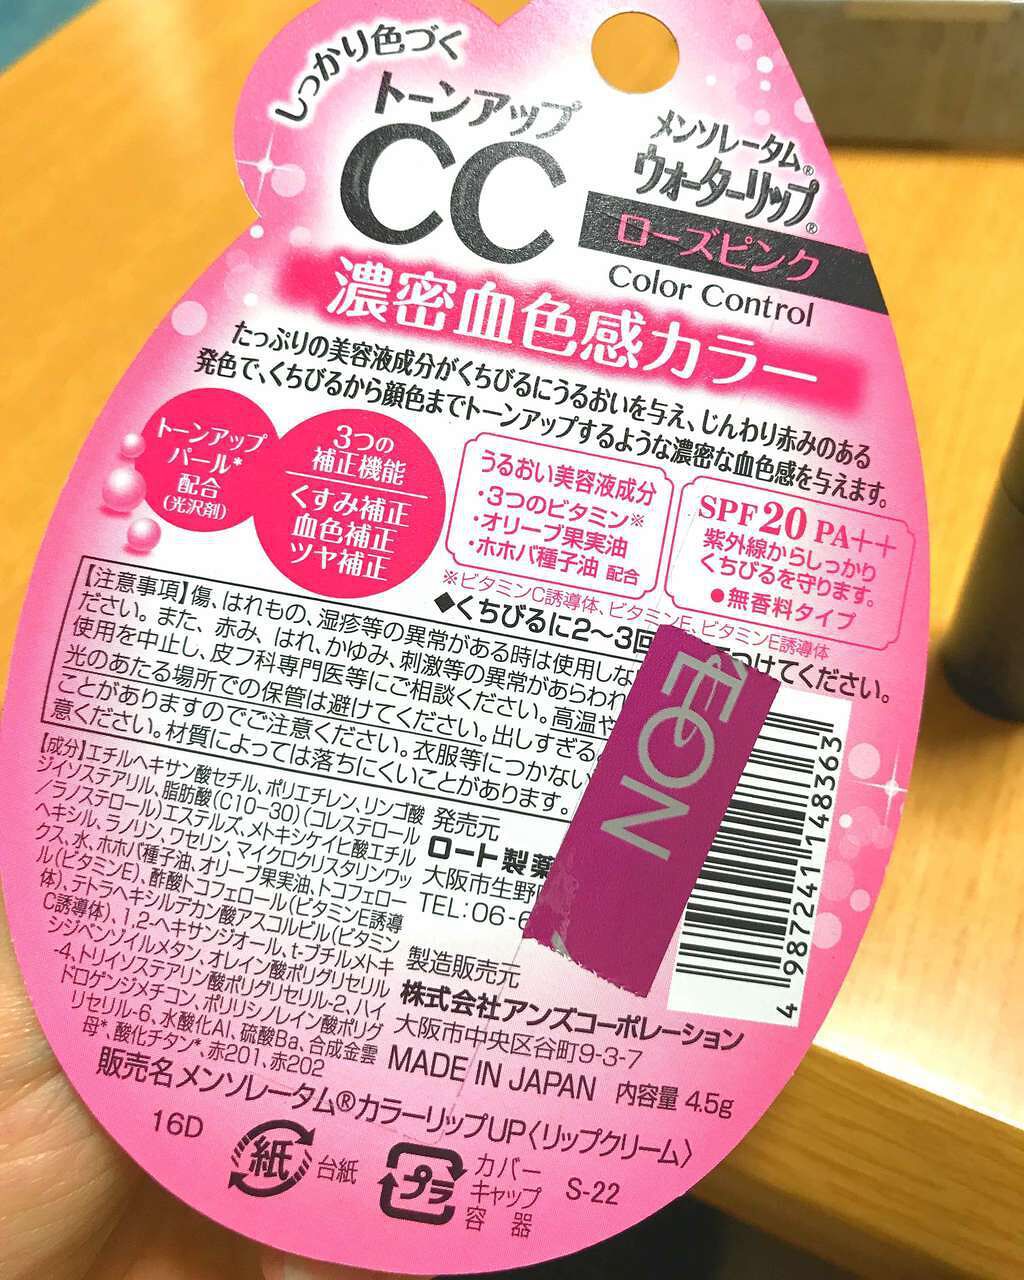 しっかり色づく
トーンアップ
CC
メンソレータム®
ウォーターリップ®
ローズピンク
Color Control
濃密血色感カラー
たっぷりの美容液成分がくちびるにうるおいを与え、じんわり赤みのある
発色で、くちびるから顔色までトーンアップするような濃密な血色感を与えます。
トーンアップ
パール*
配合
(光沢剤)
3つの
補正機能
くすみ補正
血色補正
ツヤ補正
うるおい美容液成分
・3つのビタミン※
・オリーブ果実油
・ホホバ種子油 配合
SPF20 PA++
紫外線からしっかり
くちびるを守ります。
●無香料タイプ
※ビタミンC誘導体、ビタミンE、ビタミンE誘導体
◆くちびるに2〜3回 つけてください。
【注意事項】傷、はれもの、湿疹等の異常がある時は使用しな
ださい。また、赤み、はれ、かゆみ、刺激等の異常があらわれ
使用を中止し、皮フ科専門医等にご相談ください。高温や
光のあたる場所での保管は避けてください。出しすぎる
ことがありますのでご注意ください。衣服等につかない
意ください。材質によっては落ちにくいことがあります。
【成分】エチルヘキサン酸セチル、ポリエチレン、リンゴ酸
ジイソステアリル、脂肪酸(C10-30)(コレステロール
/ラノステロール)エステルズ、メトキシケイヒ酸エチル
ヘキシル、ラノリン、ワセリン、マイクロクリスタリンワッ
クス、水、ホホバ種子油、オリーブ果実油、トコフェロー
ル(ビタミンE)、酢酸トコフェロール(ビタミンE誘導
体)、テトラヘキシルデカン酸アスコルビル(ビタミン
C誘導体)、1,2-ヘキサンジオール、t-ブチルメトキ
シジベンゾイルメタン、オレイン酸ポリグリセリル
-4、トリイソステアリン酸ポリグリセリル-2、ハイ
ドロゲンジメチコン、ポリリシノレイン酸ポリグ
リセリル-6、水酸化Al、硫酸Ba、合成金雲
母*、酸化チタン*、赤201、赤202
発売元
ロート製薬
大阪市生野
TEL:06-6
製造販売元
株式会社アンズコーポレーション
大阪市中央区谷町9-3-7
MADE IN JAPAN 内容量 4.5g
販売名 メンソレータム®カラーリップUP〈リップクリーム〉
ÆON
4 987241 148363
16D
紙
台紙
プラ
カバー
キャップ
容器
S-22